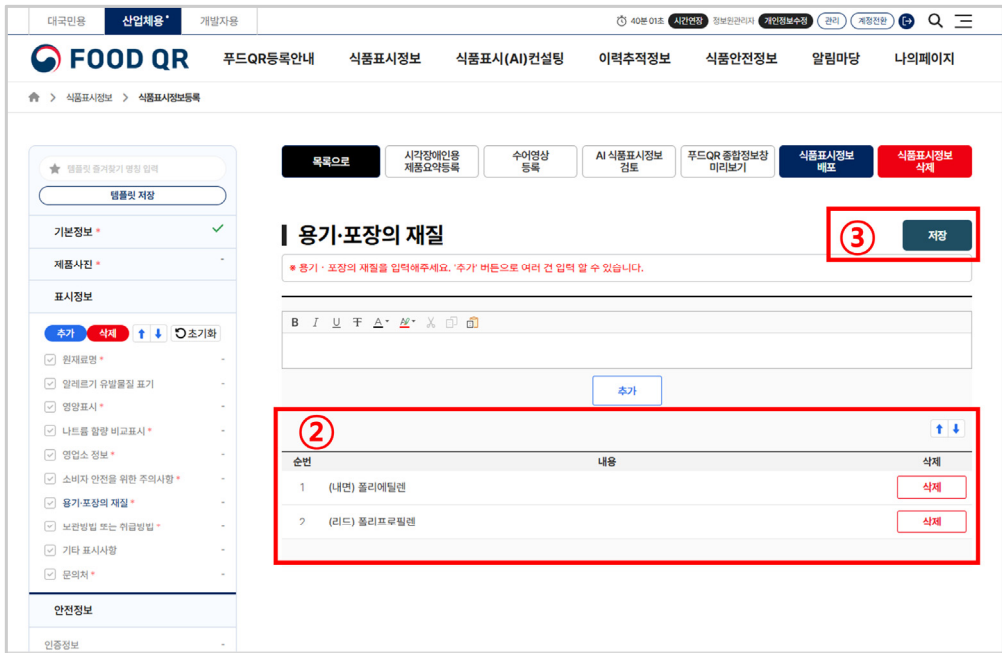 대국민용 산업체용 개발자용 40분 01초 시간연장 정보원관리자 개인정보수정 관리 계정전환
FOOD QR 푸드QR등록안내 식품표시정보 식품표시(AI)컨설팅 이력추적정보 식품안전정보 알림마당 나의페이지
식품표시정보 > 식품표시정보등록
템플릿 즐겨찾기 명칭 입력
템플릿 저장
기본정보 *
제품사진 *
표시정보
추가 삭제 초기화
원재료명 * -
알레르기 유발물질 표기 -
영양표시 * -
나트륨 함량 비교표시 * -
영업소 정보 * -
소비자 안전을 위한 주의사항 * -
용기·포장의 재질 * -
보관방법 또는 취급방법 * -
기타 표시사항 -
문의처 * -
안전정보
인증정보 -
목록으로
시각장애인용
제품요약등록
수어영상
등록
AI 식품표시정보
검토
푸드QR 종합정보창
미리보기
식품표시정보
배포
식품표시정보
삭제
용기·포장의 재질
③ 저장
※ 용기·포장의 재질을 입력해주세요. '추가' 버튼으로 여러 건 입력 할 수 있습니다.
B I U T A
추가
②
순번 내용 삭제
1 (내면) 폴리에틸렌 삭제
2 (리드) 폴리프로필렌 삭제